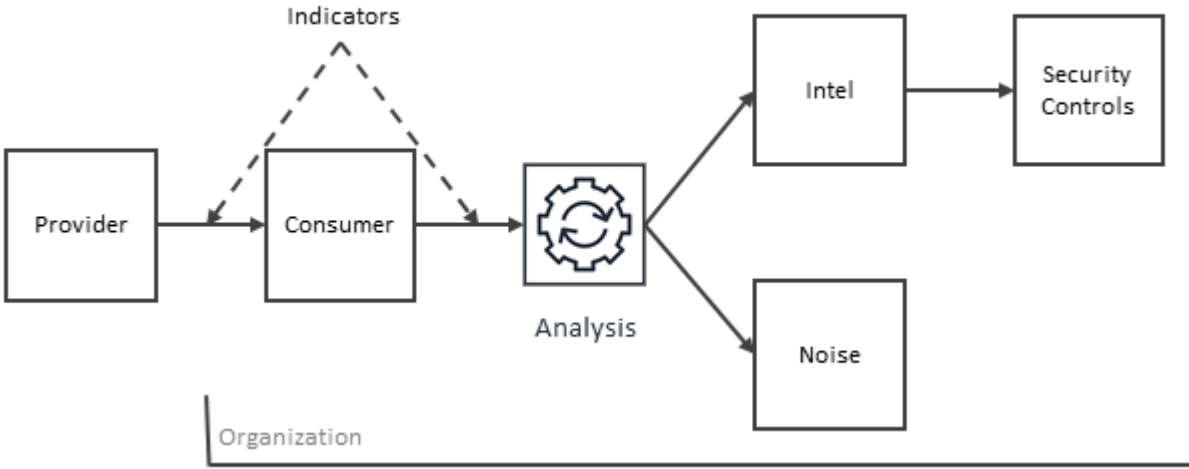 Indicators
Intel
Security
Controls
Provider
Consumer
Analysis
Noise
Organization